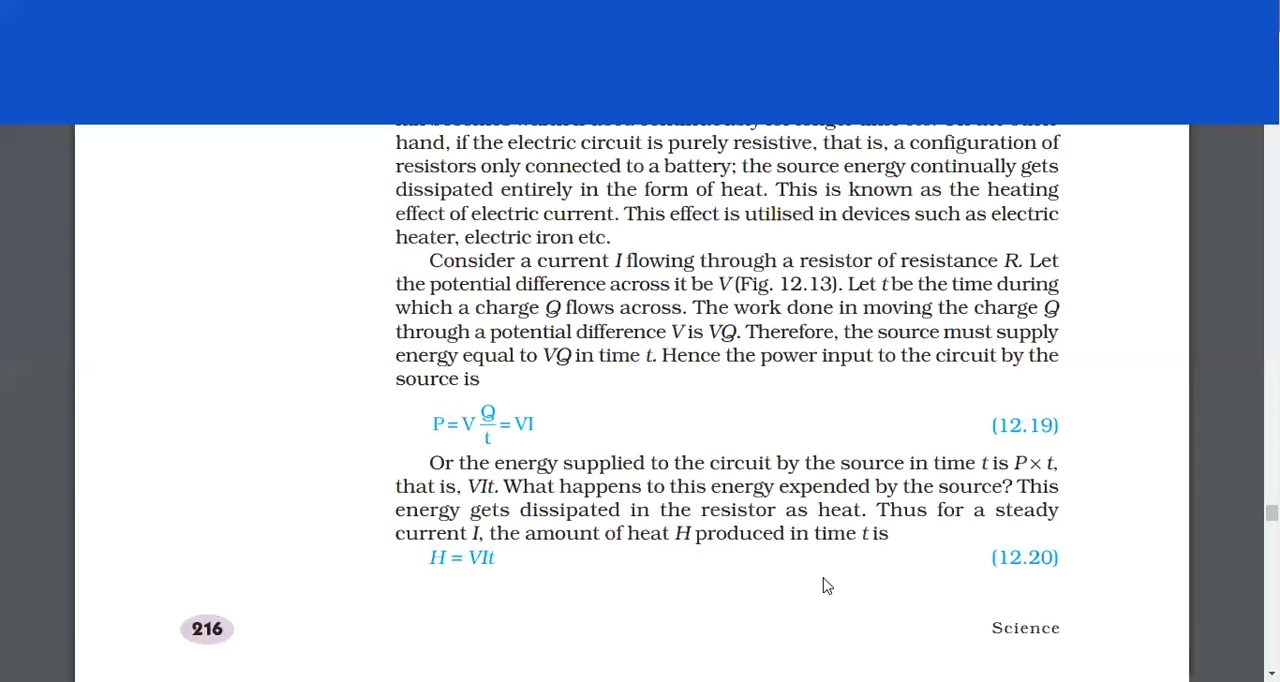 hand, if the electric circuit is purely resistive, that is, a configuration of
resistors only connected to a battery; the source energy continually gets
dissipated entirely in the form of heat. This is known as the heating
effect of electric current. This effect is utilised in devices such as electric
heater, electric iron etc.
Consider a current I flowing through a resistor of resistance R. Let
the potential difference across it be V (Fig. 12.13). Let t be the time during
which a charge Q flows across. The work done in moving the charge Q
through a potential difference V is VQ. Therefore, the source must supply
energy equal to VQ in time t. Hence the power input to the circuit by the
source is
P = V Q/t = VI (12.19)
Or the energy supplied to the circuit by the source in time t is P × t,
that is, VIt. What happens to this energy expended by the source? This
energy gets dissipated in the resistor as heat. Thus for a steady
current I, the amount of heat H produced in time t is
H = VIt (12.20)
216 Science